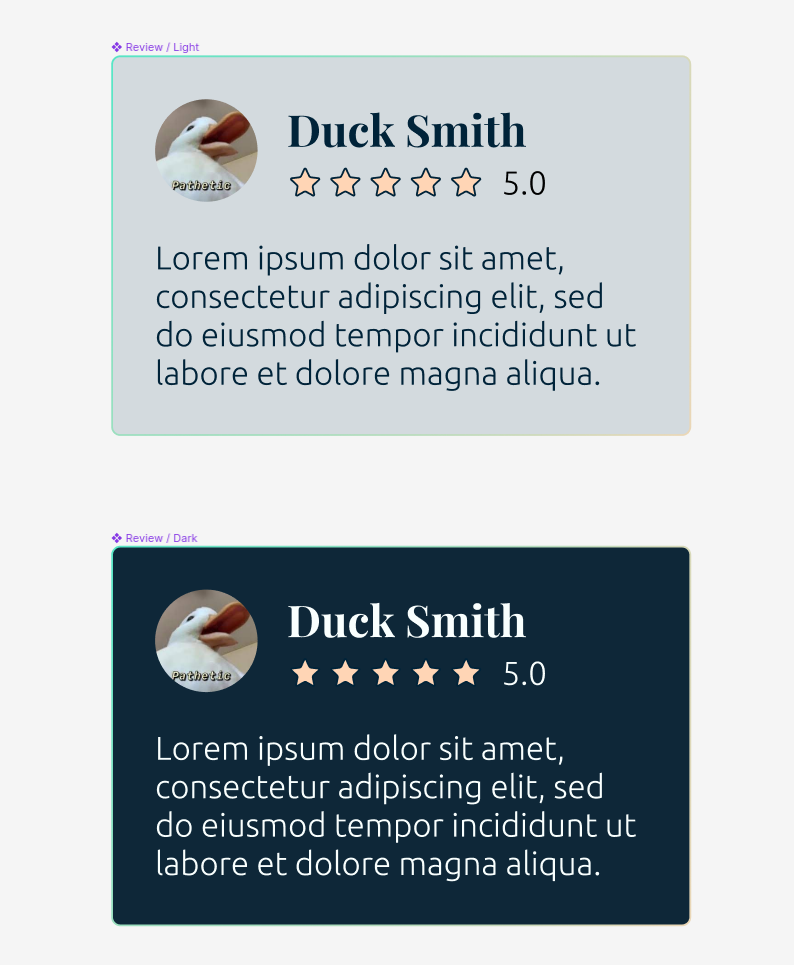 Review / Light
Duck Smith
Pathetic
5.0
Lorem ipsum dolor sit amet,
consectetur adipiscing elit, sed
do eiusmod tempor incididunt ut
labore et dolore magna aliqua.
Review / Dark
Duck Smith
Pathetic
5.0
Lorem ipsum dolor sit amet,
consectetur adipiscing elit, sed
do eiusmod tempor incididunt ut
labore et dolore magna aliqua.